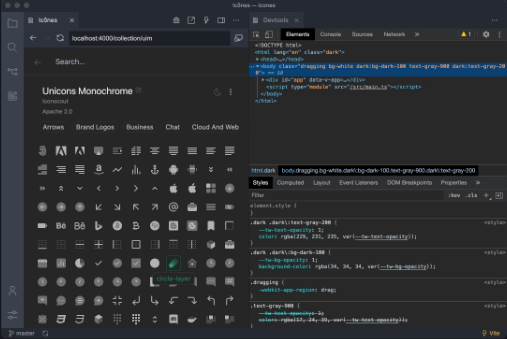 Icônes — icones
Icônes
localhost:4000/collection/uim
Search...
Unicons Monochrome
Iconscout
Apache 2.0
Arrows Brand Logos Business Chat Cloud And Web
circle-layer
master
Devtools
Elements Console Sources Network
1
<!DOCTYPE html>
<html lang="en" class="dark">
<head>…</head>
<body class="dragging bg-white dark:bg-dark-100 text-gray-900 dark:text-gray-200"> == $0
<div id="app" data-v-app>…</div>
<script type="module" src="/src/main.ts"></script>
</body>
</html>
html.dark body.dragging.bg-white.dark:bg-dark-100.text-gray-900.dark:text-gray-200
Styles Computed Layout Event Listeners DOM Breakpoints Properties
Filter :hov .cls
element.style {
}
.dark .dark\:text-gray-200 { <style>
--tw-text-opacity: 1;
color: rgba(229, 231, 235, var(--tw-text-opacity));
}
.dark .dark\:bg-dark-100 { <style>
--tw-bg-opacity: 1;
background-color: rgba(34, 34, 34, var(--tw-bg-opacity));
}
.dragging { <style>
-webkit-app-region: drag;
}
.text-gray-900 { <style>
--tw-text-opacity: 1;
color: rgba(17, 24, 39, var(--tw-text-opacity));
Vite